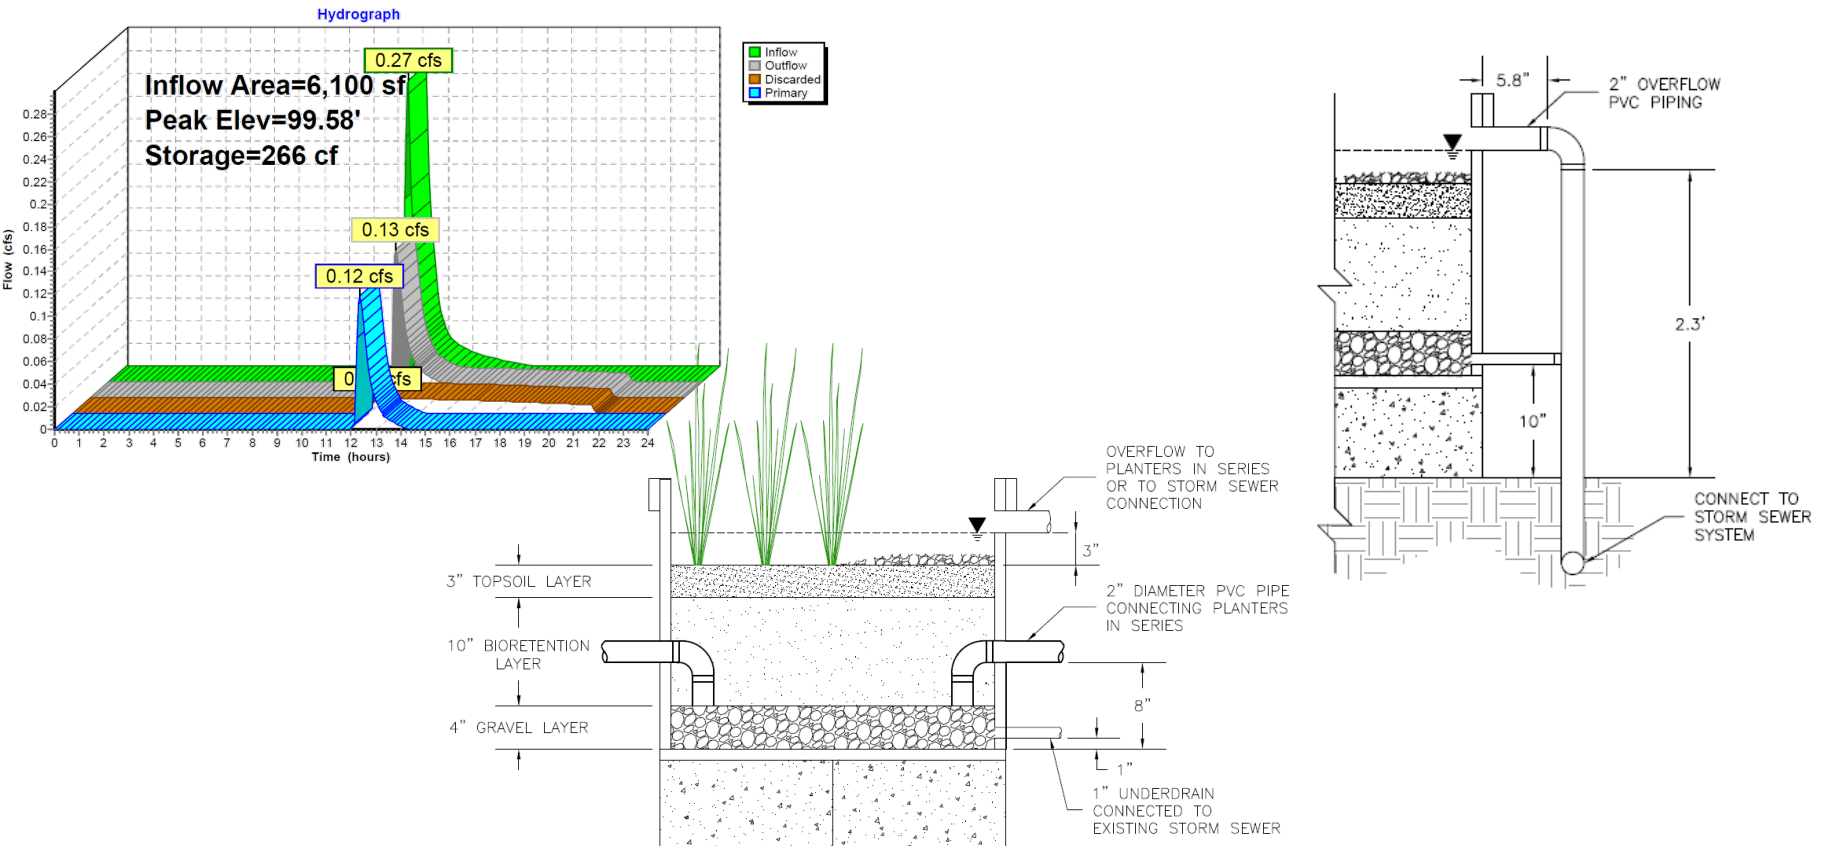 Hydrograph
0.27 cfs
Inflow Area=6,100 sf
Peak Elev=99.58'
Storage=266 cf
0.13 cfs
0.12 cfs
0. cfs
Inflow
Outflow
Discarded
Primary
Flow (cfs)
0.28
0.26
0.24
0.22
0.2
0.18
0.16
0.14
0.12
0.1
0.08
0.06
0.04
0.02
0
0 1 2 3 4 5 6 7 8 9 10 11 12 13 14 15 16 17 18 19 20 21 22 23 24
Time (hours)
OVERFLOW TO
PLANTERS IN SERIES
OR TO STORM SEWER
CONNECTION
3"
3" TOPSOIL LAYER
2" DIAMETER PVC PIPE
CONNECTING PLANTERS
IN SERIES
10" BIORETENTION
LAYER
8"
4" GRAVEL LAYER
1"
1" UNDERDRAIN
CONNECTED TO
EXISTING STORM SEWER
5.8"
2" OVERFLOW
PVC PIPING
2.3'
10"
CONNECT TO
STORM SEWER
SYSTEM